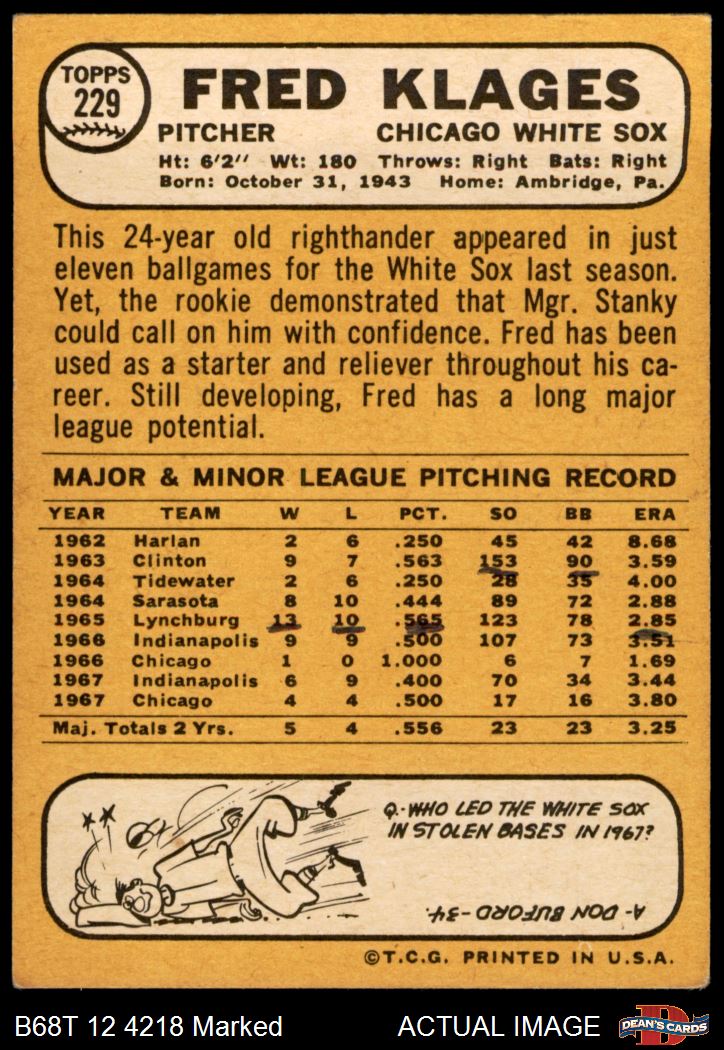 TOPPS
229
FRED KLAGES
PITCHER CHICAGO WHITE SOX
Ht: 6'2" Wt: 180 Throws: Right Bats: Right
Born: October 31, 1943 Home: Ambridge, Pa.
This 24-year old righthander appeared in just
eleven ballgames for the White Sox last season.
Yet, the rookie demonstrated that Mgr. Stanky
could call on him with confidence. Fred has been
used as a starter and reliever throughout his ca-
reer. Still developing, Fred has a long major
league potential.
MAJOR & MINOR LEAGUE PITCHING RECORD
YEAR TEAM W L PCT. SO BB ERA
1962 Harlan 2 6 .250 45 42 8.68
1963 Clinton 9 7 .563 153 90 3.59
1964 Tidewater 2 6 .250 28 35 4.00
1964 Sarasota 8 10 .444 89 72 2.88
1965 Lynchburg 13 10 .565 123 78 2.85
1966 Indianapolis 9 9 .500 107 73 3.51
1966 Chicago 1 0 1.000 6 7 1.69
1967 Indianapolis 6 9 .400 70 34 3.44
1967 Chicago 4 4 .500 17 16 3.80
Maj. Totals 2 Yrs. 5 4 .556 23 23 3.25
Q.-WHO LED THE WHITE SOX
IN STOLEN BASES IN 1967?
A- DON BUFORD-34.
©T.C.G. PRINTED IN U.S.A.
B68T 12 4218 Marked ACTUAL IMAGE
DEAN'S CARDS